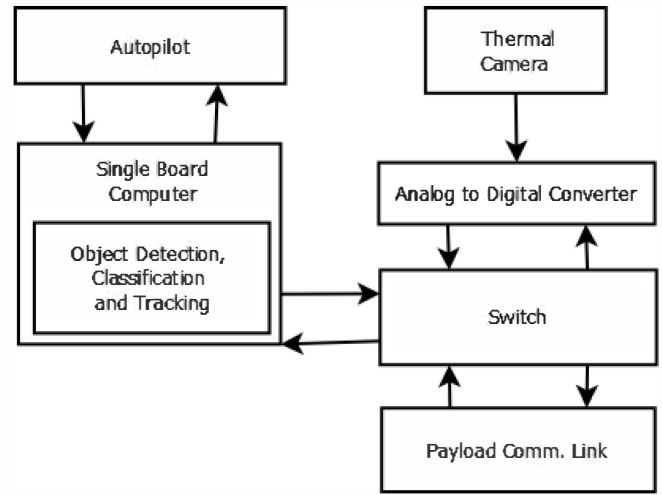 Autopilot
Thermal
Camera
Single Board
Computer
Analog to Digital Converter
Object Detection,
Classification
and Tracking
Switch
Payload Comm. Link